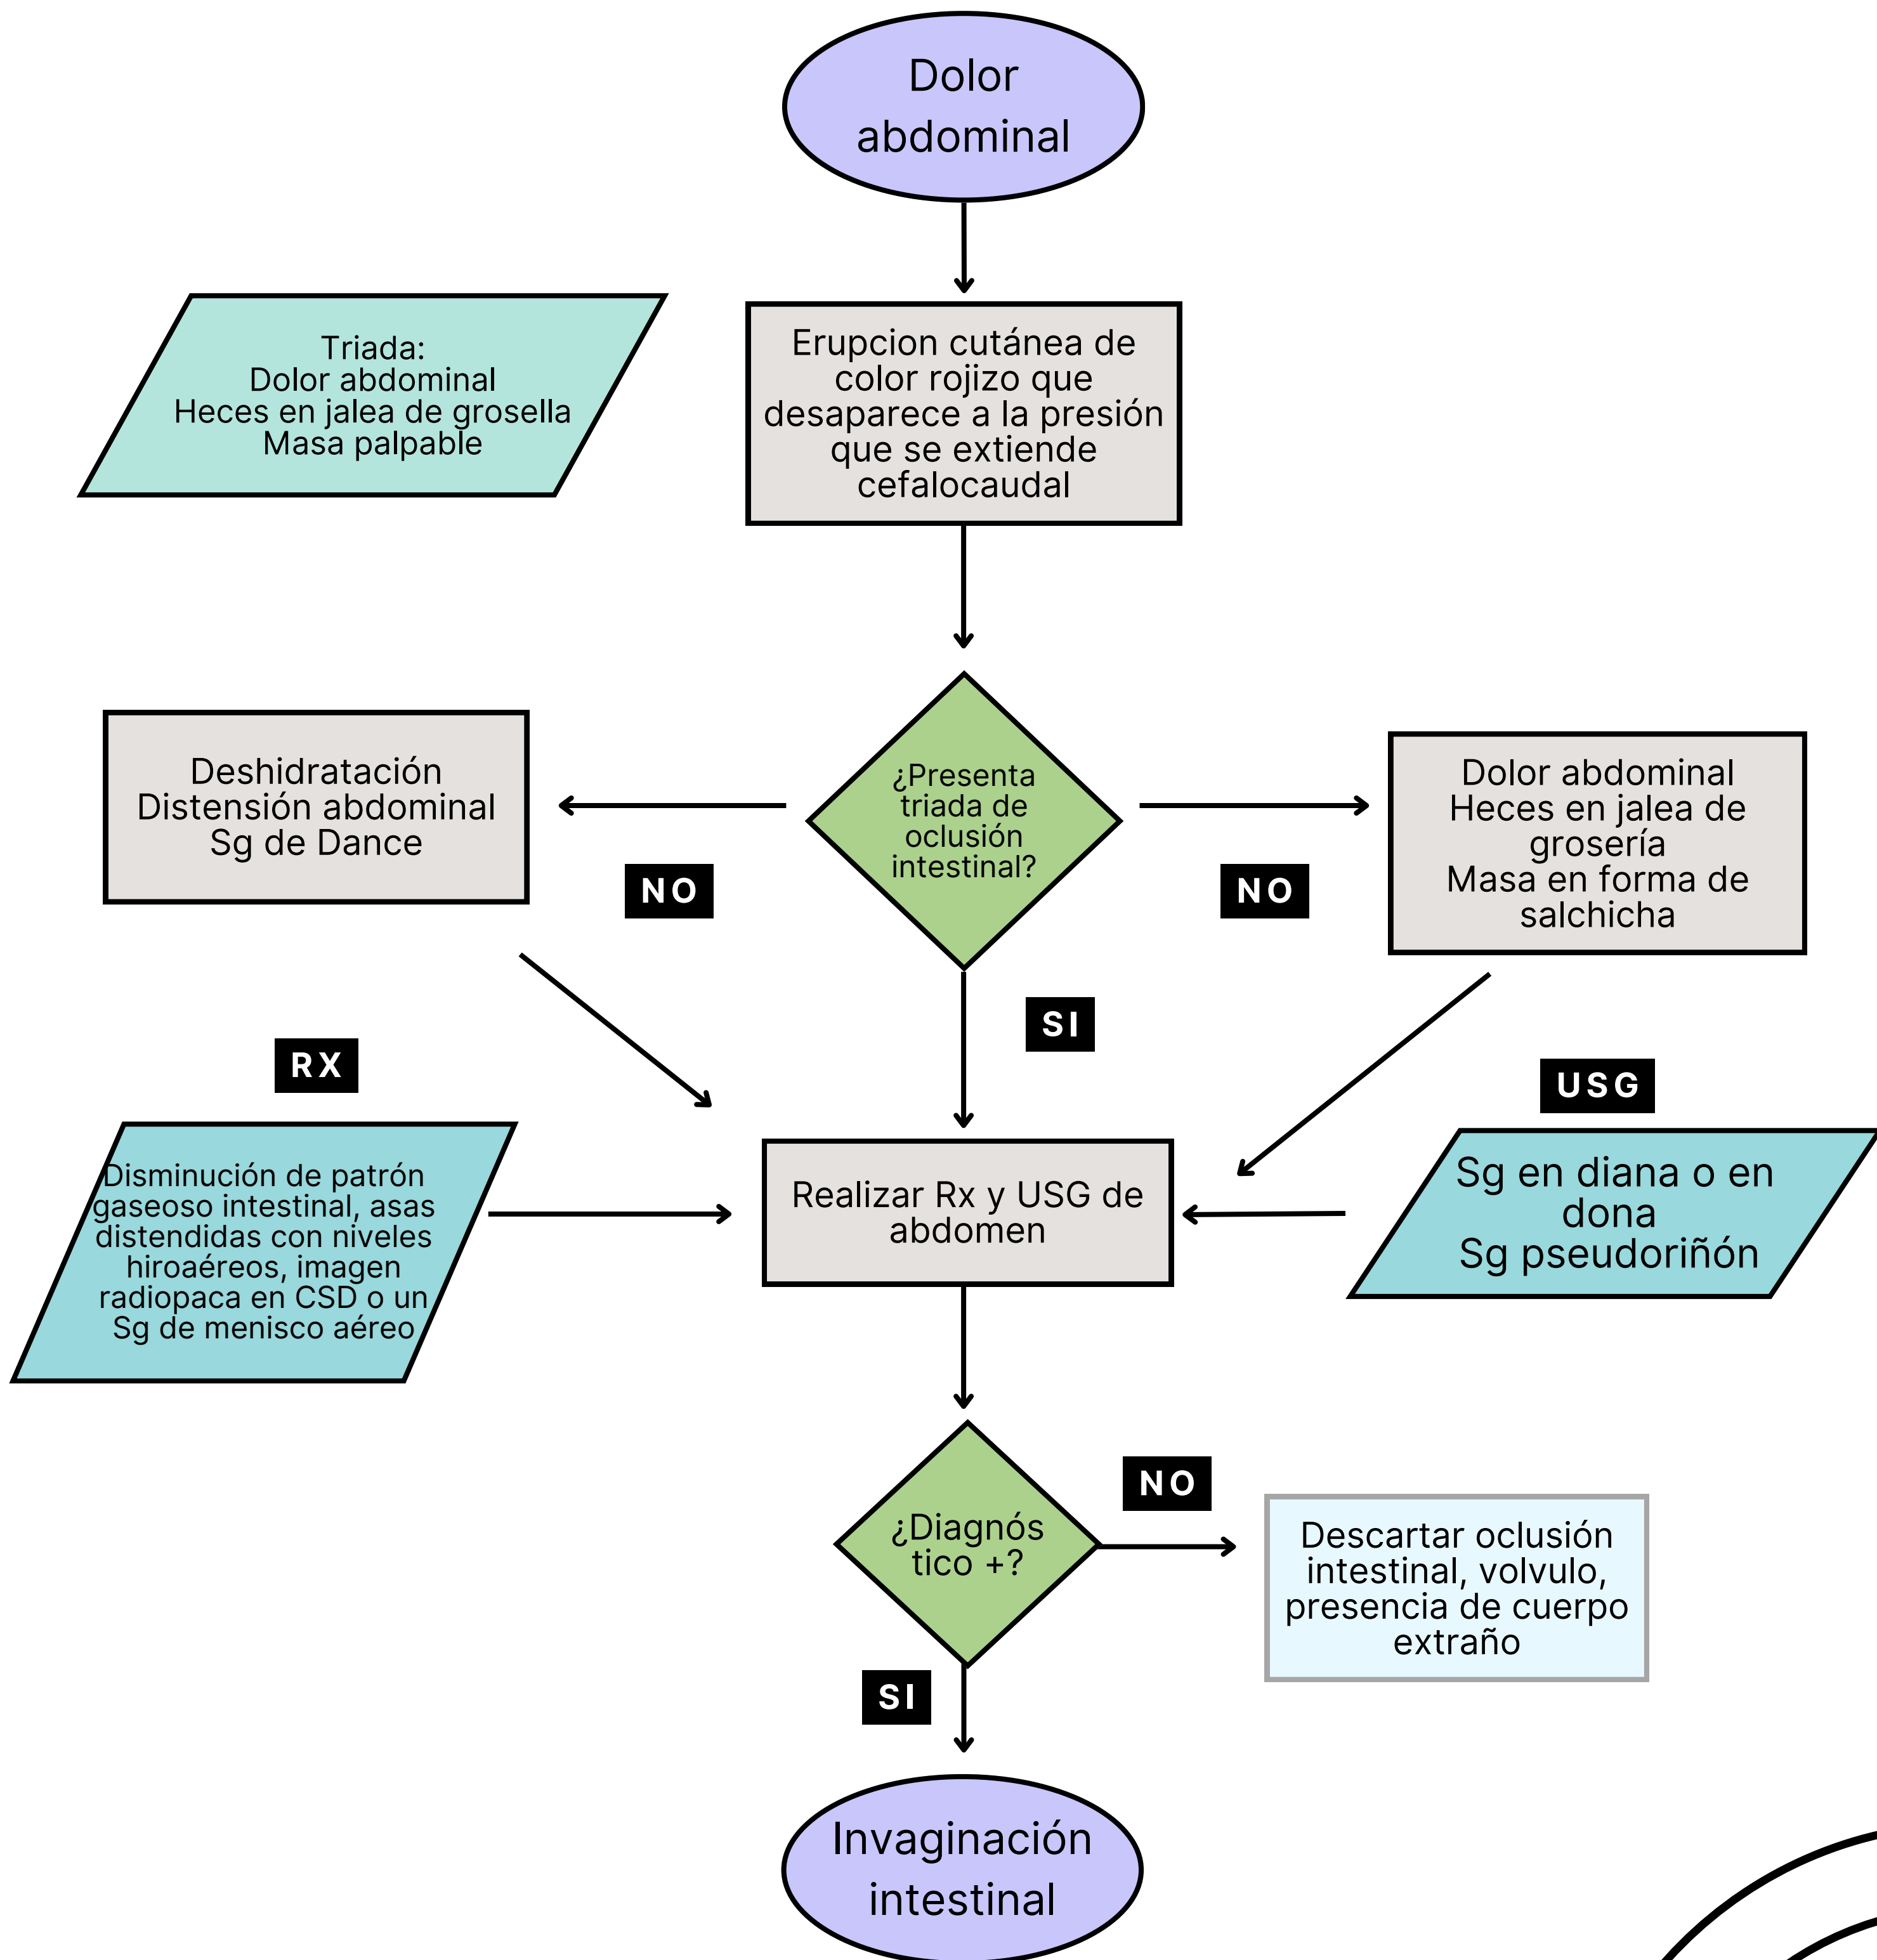 Dolor
abdominal
Triada:
Dolor abdominal
Heces en jalea de grosella
Masa palpable
Erupcion cutánea de
color rojizo que
desaparece a la presión
que se extiende
cefalocaudal
Deshidratación
Distensión abdominal
Sg de Dance
¿Presenta
triada de
oclusión
intestinal?
Dolor abdominal
Heces en jalea de
grosería
Masa en forma de
salchicha
NO
NO
SI
RX
USG
Disminución de patrón
gaseoso intestinal, asas
distendidas con niveles
hiroaéreos, imagen
radiopaca en CSD o un
Sg de menisco aéreo
Realizar Rx y USG de
abdomen
Sg en diana o en
dona
Sg pseudoriñón
¿Diagnós
tico +?
NO
Descartar oclusión
intestinal, volvulo,
presencia de cuerpo
extraño
SI
Invaginación
intestinal